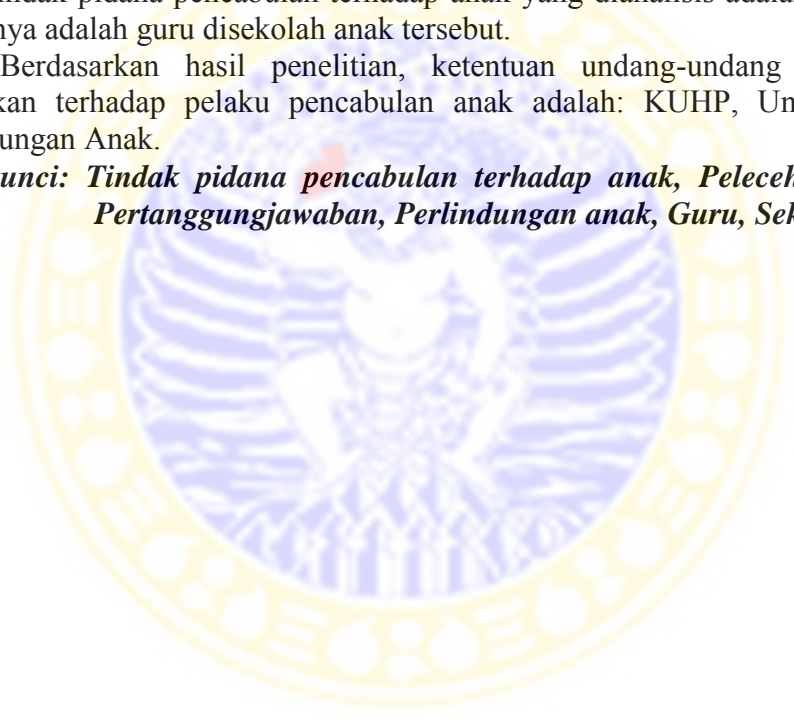 ndak pidana pencabulan terhadap anak yang dianalisis adala
nya adalah guru disekolah anak tersebut.
Berdasarkan hasil penelitian, ketentuan undang-undang
kan terhadap pelaku pencabulan anak adalah: KUHP, Un
ungan Anak.
unci: Tindak pidana pencabulan terhadap anak, Peleceh
Pertanggungjawaban, Perlindungan anak, Guru, Sek